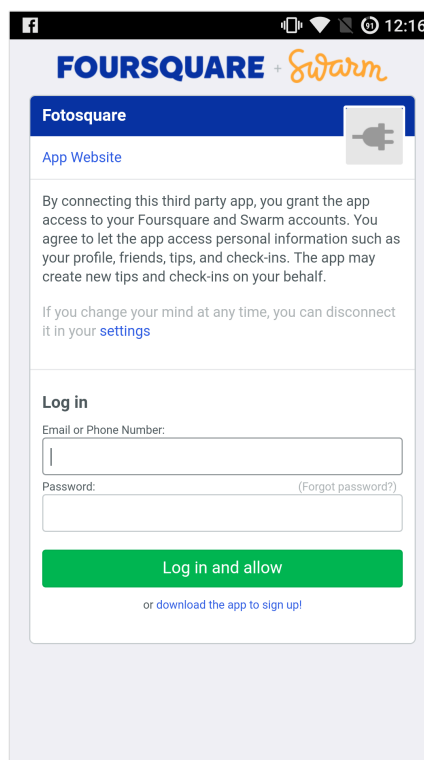 91 12:16
FOURSQUARE + Swarm
Fotosquare
App Website
By connecting this third party app, you grant the app
access to your Foursquare and Swarm accounts. You
agree to let the app access personal information such as
your profile, friends, tips, and check-ins. The app may
create new tips and check-ins on your behalf.
If you change your mind at any time, you can disconnect
it in your settings
Log in
Email or Phone Number:
Password: (Forgot password?)
Log in and allow
or download the app to sign up!